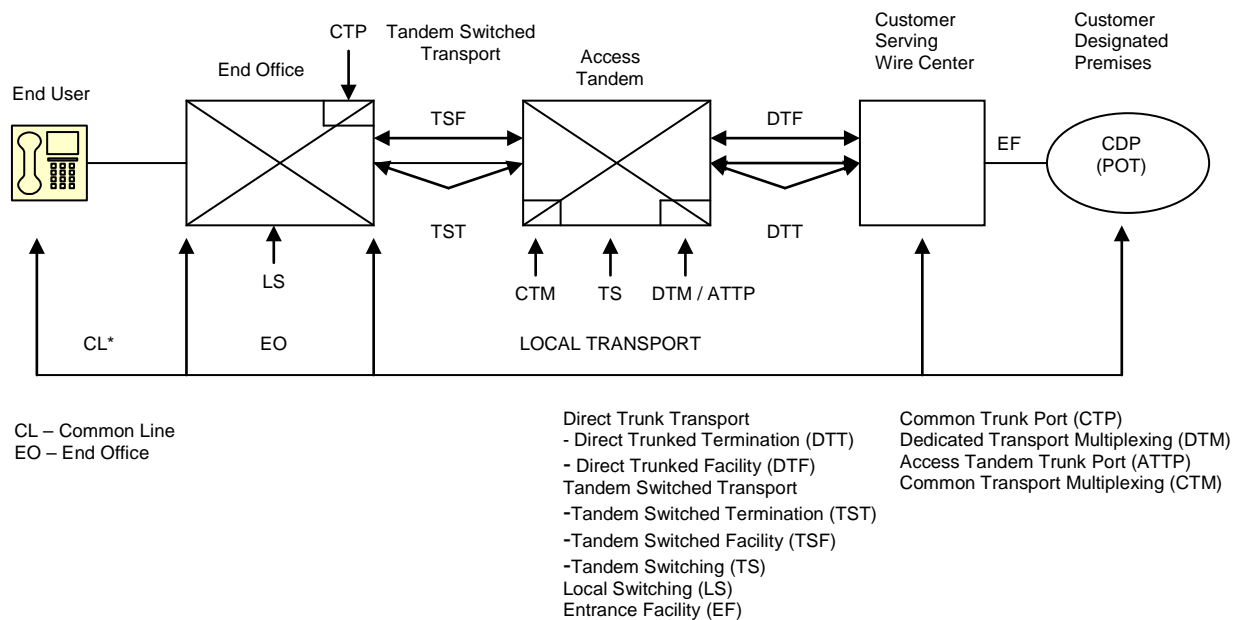 CTP
Tandem Switched
Transport
Customer
Serving
Wire Center
Customer
Designated
Premises
End Office
Access
Tandem
End User
TSF
DTF
EF
CDP
(POT)
TST
DTT
LS
CTM
TS
DTM / ATTP
CL*
EO
LOCAL TRANSPORT
CL – Common Line
EO – End Office
Direct Trunk Transport
- Direct Trunked Termination (DTT)
- Direct Trunked Facility (DTF)
Tandem Switched Transport
-Tandem Switched Termination (TST)
-Tandem Switched Facility (TSF)
-Tandem Switching (TS)
Local Switching (LS)
Entrance Facility (EF)
Common Trunk Port (CTP)
Dedicated Transport Multiplexing (DTM)
Access Tandem Trunk Port (ATTP)
Common Transport Multiplexing (CTM)